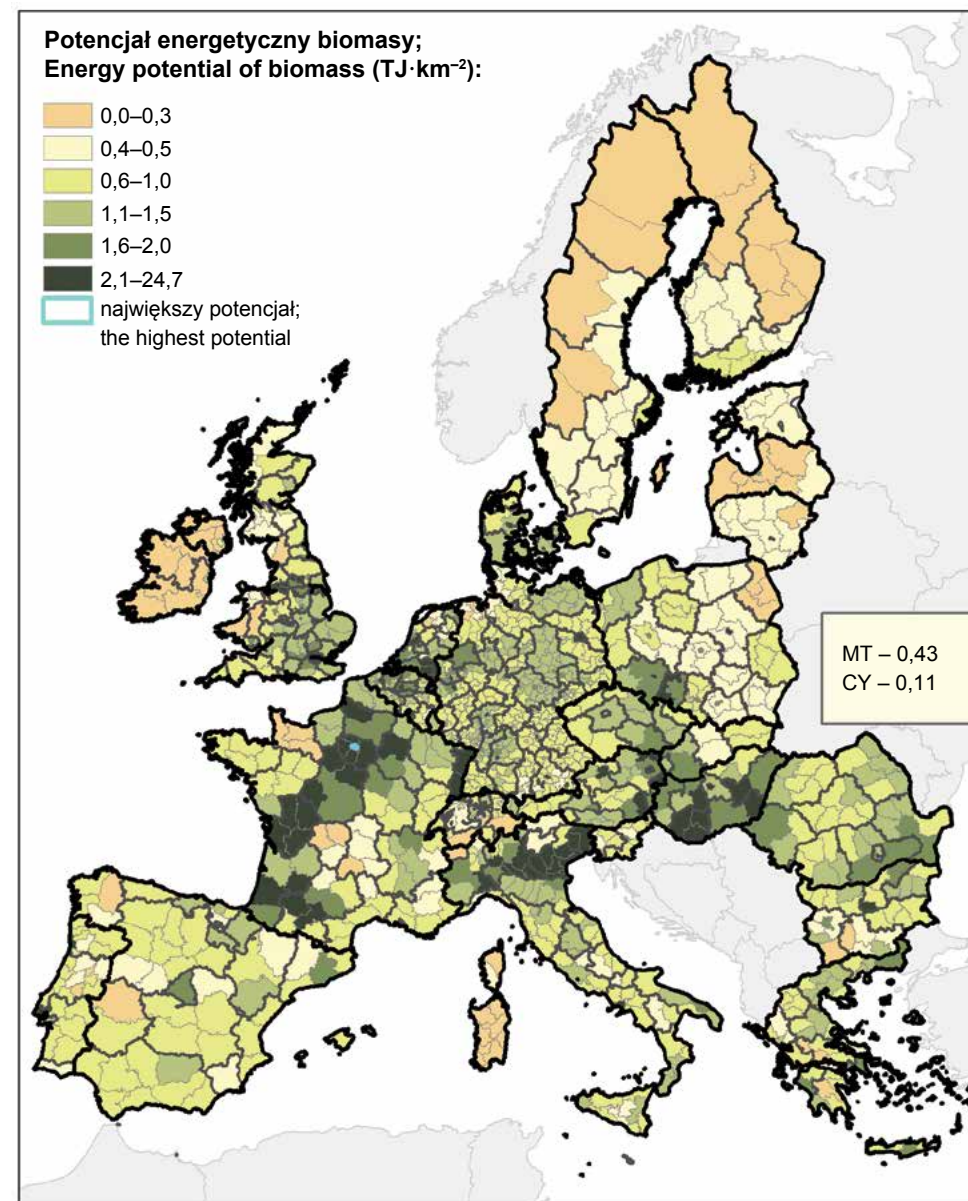 Potencjał energetyczny biomasy;
Energy potential of biomass (TJ·km⁻²):
0,0–0,3
0,4–0,5
0,6–1,0
1,1–1,5
1,6–2,0
2,1–24,7
największy potencjał;
the highest potential
MT – 0,43
CY – 0,11